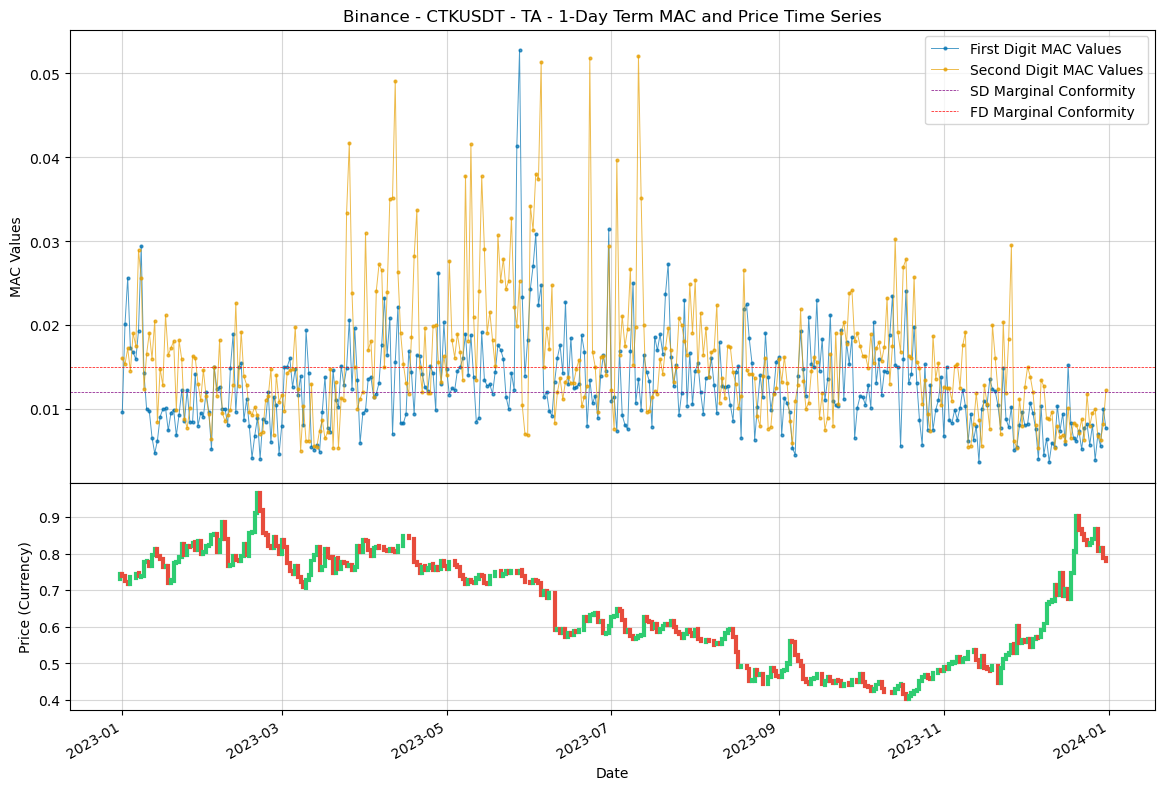 Binance - CTKUSDT - TA - 1-Day Term MAC and Price Time Series
First Digit MAC Values
Second Digit MAC Values
SD Marginal Conformity
FD Marginal Conformity
MAC Values
0.05
0.04
0.03
0.02
0.01
Price (Currency)
0.9
0.8
0.7
0.6
0.5
0.4
2023-01
2023-03
2023-05
2023-07
2023-09
2023-11
2024-01
Date